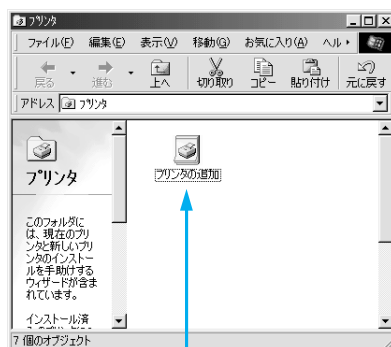 プリンタ
ファイル(F) 編集(E) 表示(V) 移動(G) お気に入り(A) ヘル
戻る 進む 上へ 切り取り コピー 貼り付け 元に戻す
アドレス プリンタ
プリンタ
このフォルダに
は、現在のプリ
ンタと新しいプリ
ンタのインストー
ルを手助けする
ウィザードが含ま
れています。
インストール済
プリンタの追加
7 個のオブジェクト